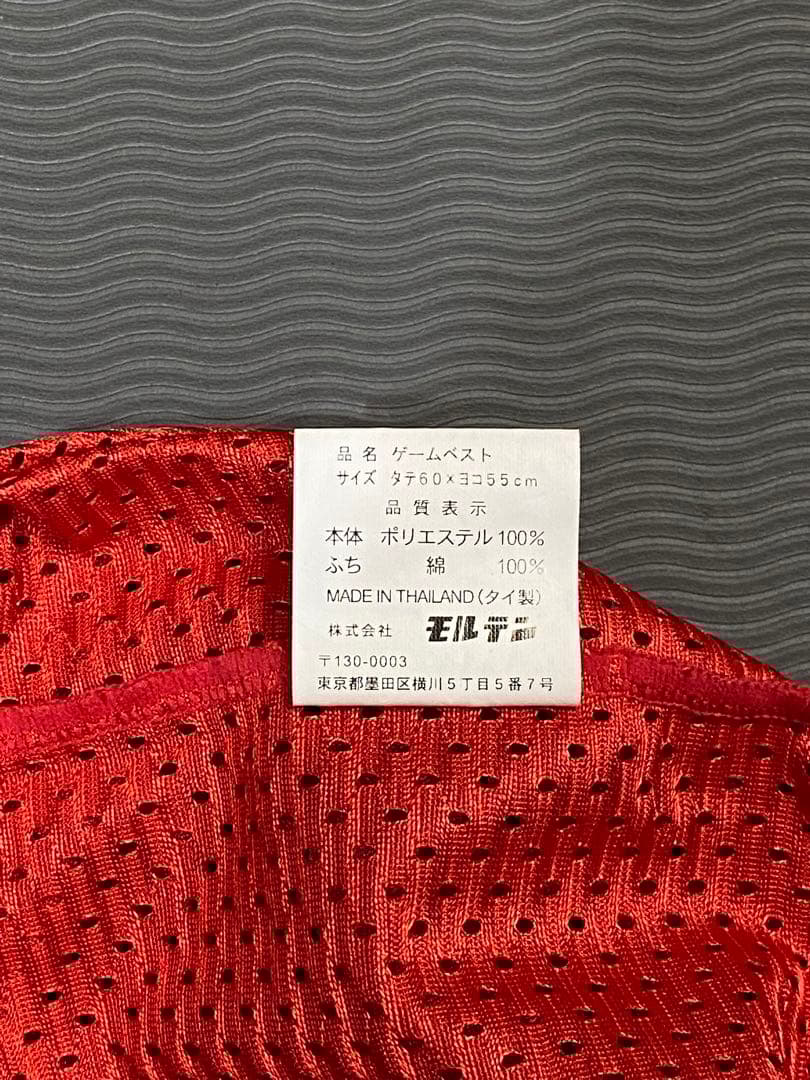 品名 ゲームベスト
サイズ タテ60×ヨコ55cm
品質表示
本体 ポリエステル 100%
ふち 綿 100%
MADE IN THAILAND(タイ製)
株式会社 モルテン
〒130-0003
東京都墨田区横川5丁目5番7号